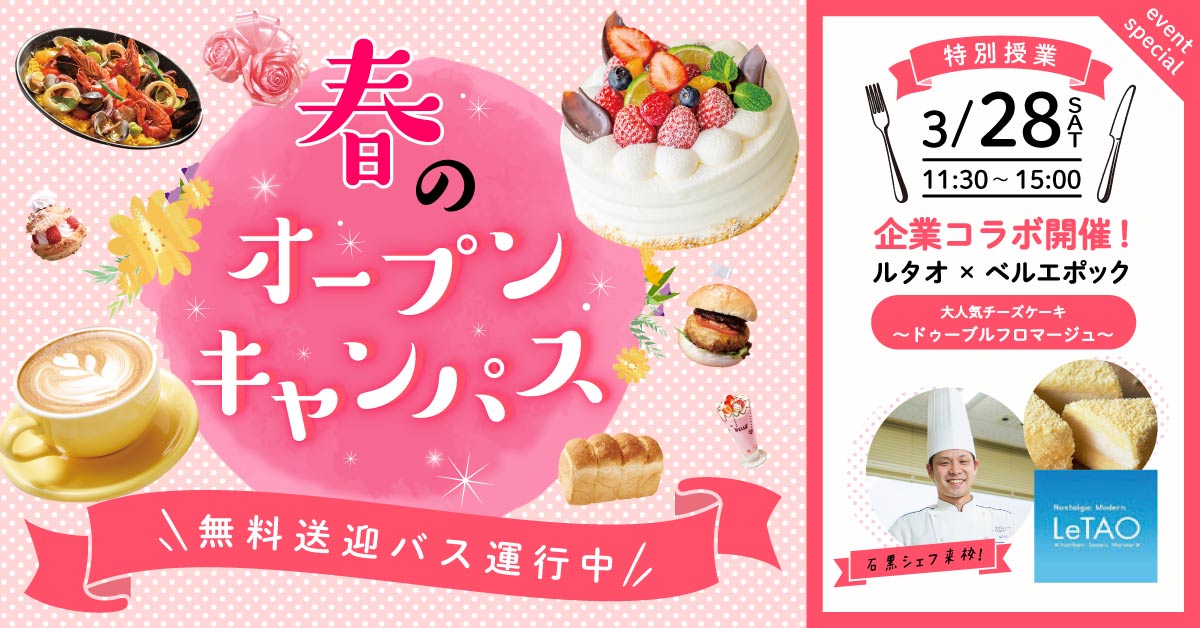 春の
オープン
キャンパス
無料送迎バス運行中
event
special
特別授業
3/28 SAT
11:30～15:00
企業コラボ開催！
ルタオ × ベルエポック
大人気チーズケーキ
～ドゥーブルフロマージュ～
石黒シェフ来校!
Nostalgic Modern
LeTAO